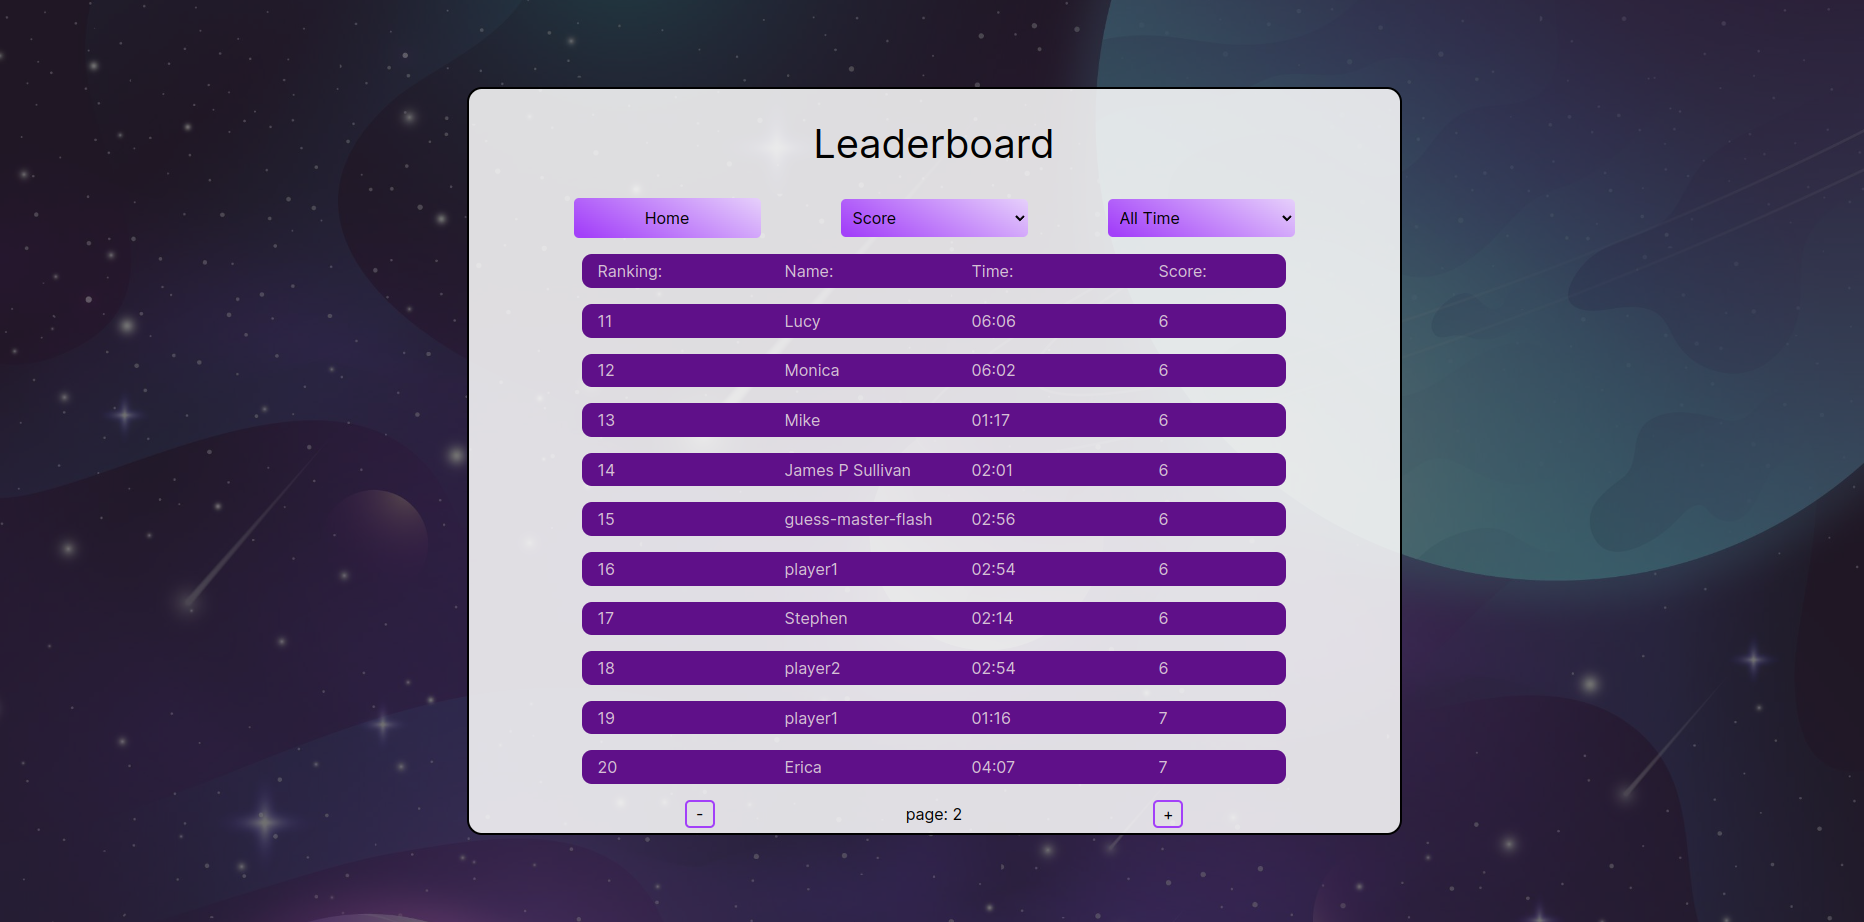 Leaderboard
Home Score All Time
Ranking: Name: Time: Score:
11 Lucy 06:06 6
12 Monica 06:02 6
13 Mike 01:17 6
14 James P Sullivan 02:01 6
15 guess-master-flash 02:56 6
16 player1 02:54 6
17 Stephen 02:14 6
18 player2 02:54 6
19 player1 01:16 7
20 Erica 04:07 7
- page: 2 +